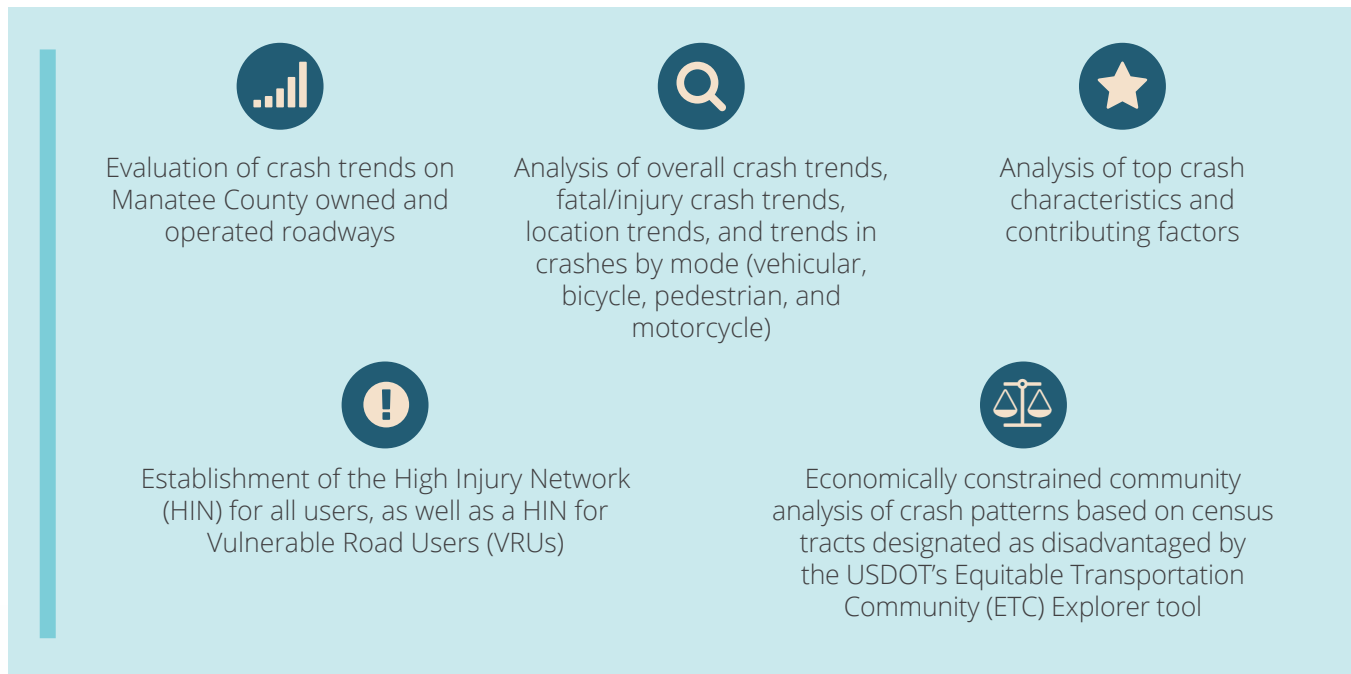 Evaluation of crash trends on
Manatee County owned and
operated roadways
Analysis of overall crash trends,
fatal/injury crash trends,
location trends, and trends in
crashes by mode (vehicular,
bicycle, pedestrian, and
motorcycle)
Analysis of top crash
characteristics and
contributing factors
Establishment of the High Injury Network
(HIN) for all users, as well as a HIN for
Vulnerable Road Users (VRUs)
Economically constrained community
analysis of crash patterns based on census
tracts designated as disadvantaged by
the USDOT’s Equitable Transportation
Community (ETC) Explorer tool